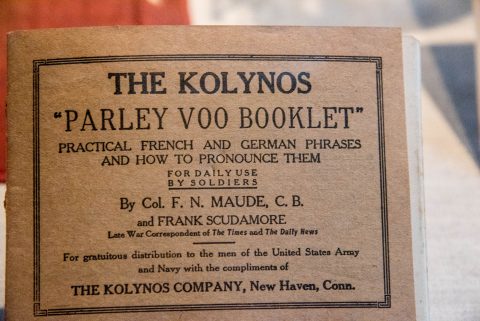 THE KOLYNOS
"PARLEY VOO BOOKLET"
PRACTICAL FRENCH AND GERMAN PHRASES
AND HOW TO PRONOUNCE THEM
FOR DAILY USE
BY SOLDIERS
By Col. F. N. MAUDE, C. B.
and FRANK SCUDAMORE
Late War Correspondent of The Times and The Daily News
For gratuitous distribution to the men of the United States Army
and Navy with the compliments of
THE KOLYNOS COMPANY, New Haven, Conn.